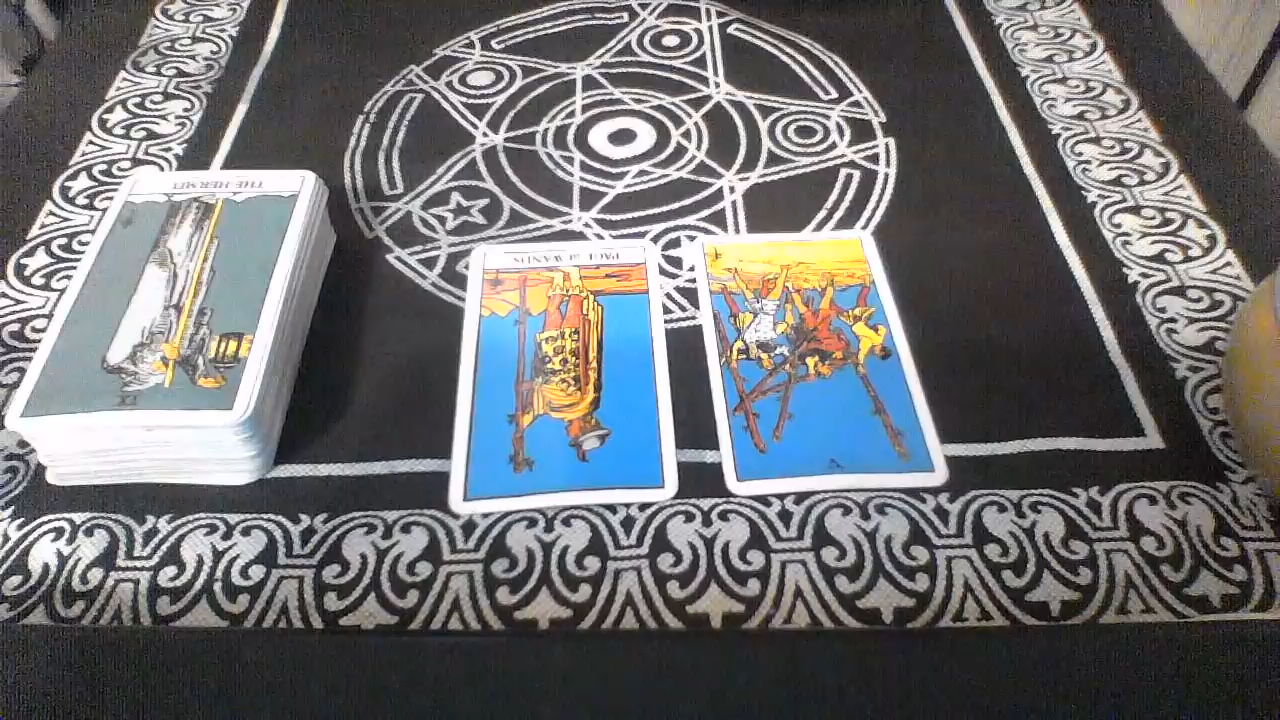 THE HERMIT
IX
PAGE of WANDS
V